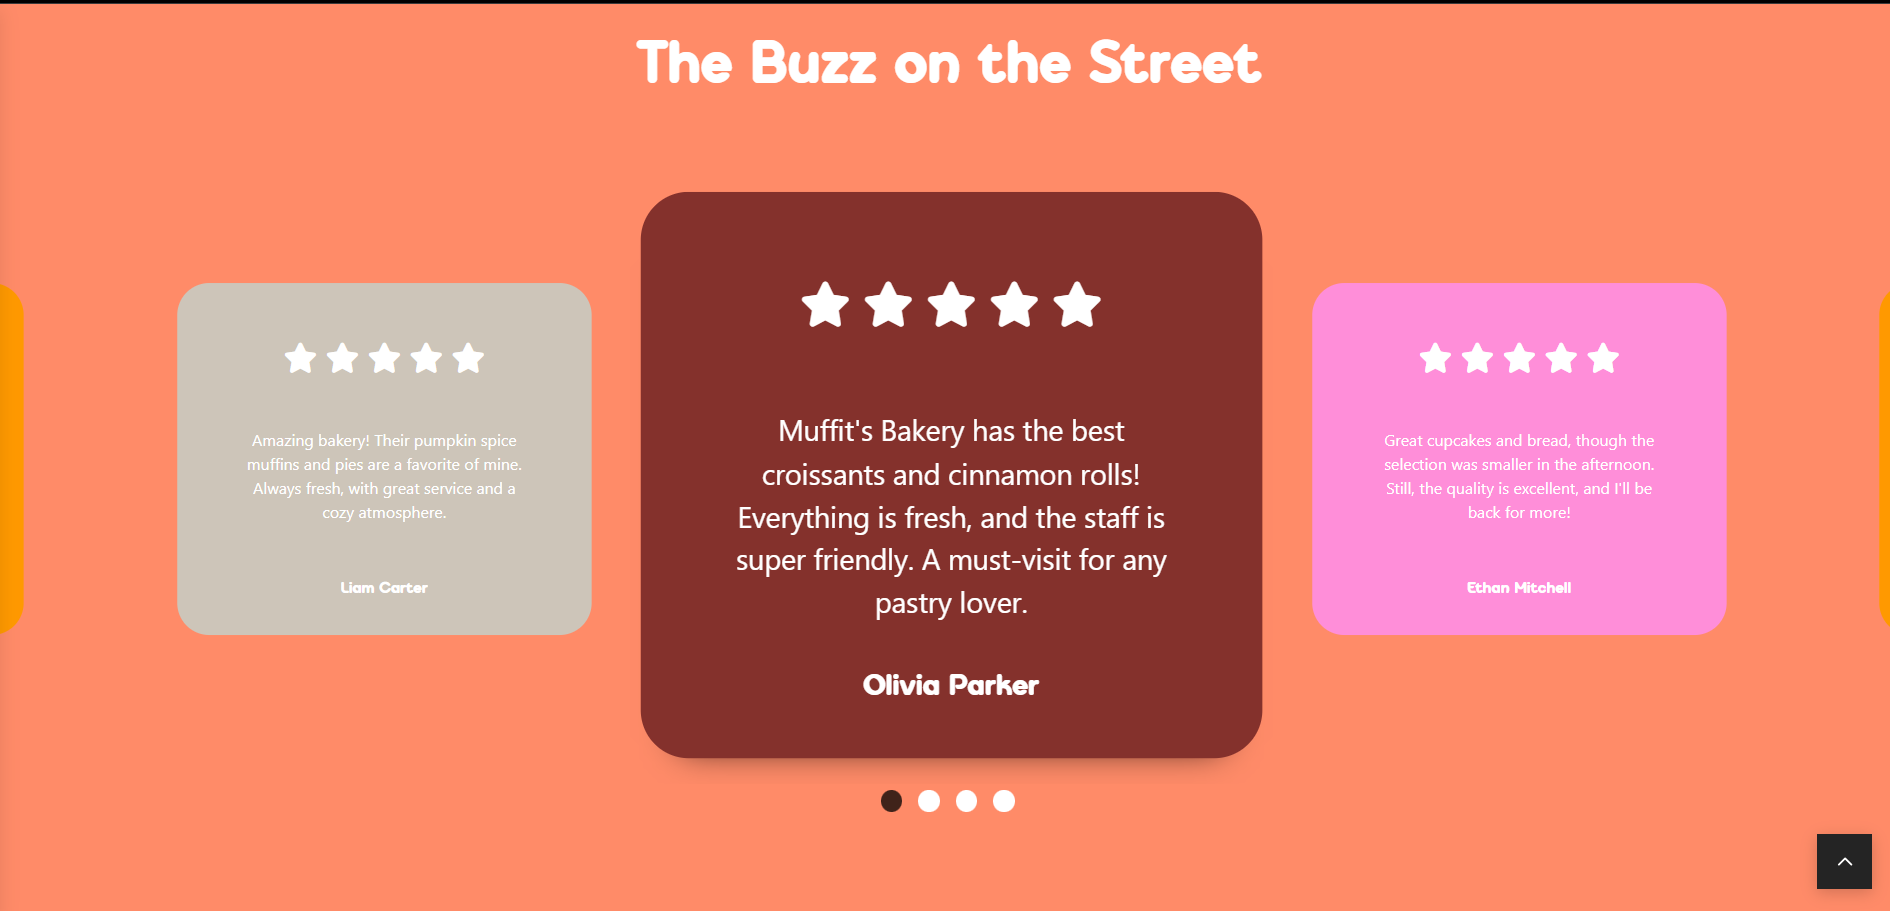 The Buzz on the Street
Amazing bakery! Their pumpkin spice
muffins and pies are a favorite of mine.
Always fresh, with great service and a
cozy atmosphere.
Liam Carter
Muffit's Bakery has the best
croissants and cinnamon rolls!
Everything is fresh, and the staff is
super friendly. A must-visit for any
pastry lover.
Olivia Parker
Great cupcakes and bread, though the
selection was smaller in the afternoon.
Still, the quality is excellent, and I'll be
back for more!
Ethan Mitchell